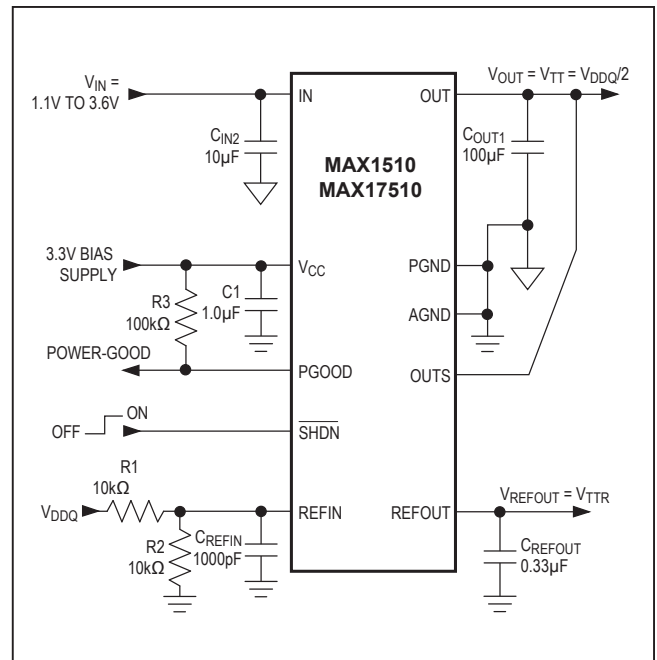 V_IN =
1.1V TO 3.6V
IN
OUT
V_OUT = V_TT = V_DDQ/2
C_IN2
10µF
C_OUT1
100µF
MAX1510
MAX17510
3.3V BIAS
SUPPLY
V_CC
PGND
R3
100kΩ
C1
1.0µF
AGND
POWER-GOOD
PGOOD
OUTS
OFF
ON
SHDN
R1
10kΩ
V_DDQ
REFIN
REFOUT
V_REFOUT = V_TTR
R2
10kΩ
C_REFIN
1000pF
C_REFOUT
0.33µF